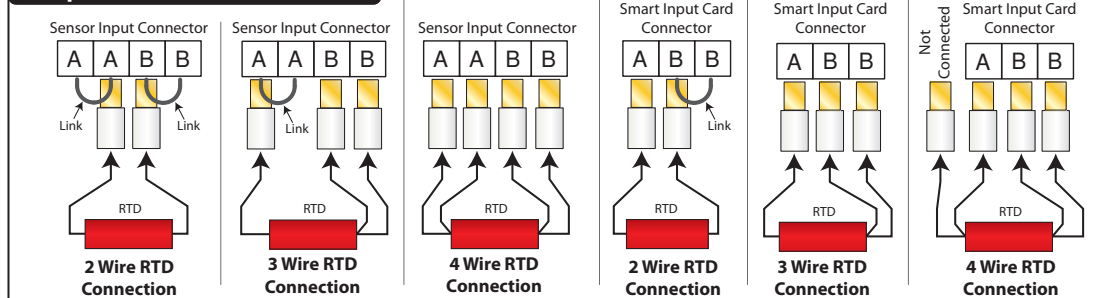 Sensor Input Connector
A A B B
Link
Link
RTD
2 Wire RTD
Connection
Sensor Input Connector
A A B B
Link
RTD
3 Wire RTD
Connection
Sensor Input Connector
A A B B
RTD
4 Wire RTD
Connection
Smart Input Card
Connector
A B B
Link
RTD
2 Wire RTD
Connection
Smart Input Card
Connector
A B B
RTD
3 Wire RTD
Connection
Not
Connected
Smart Input Card
Connector
A B B
RTD
4 Wire RTD
Connection